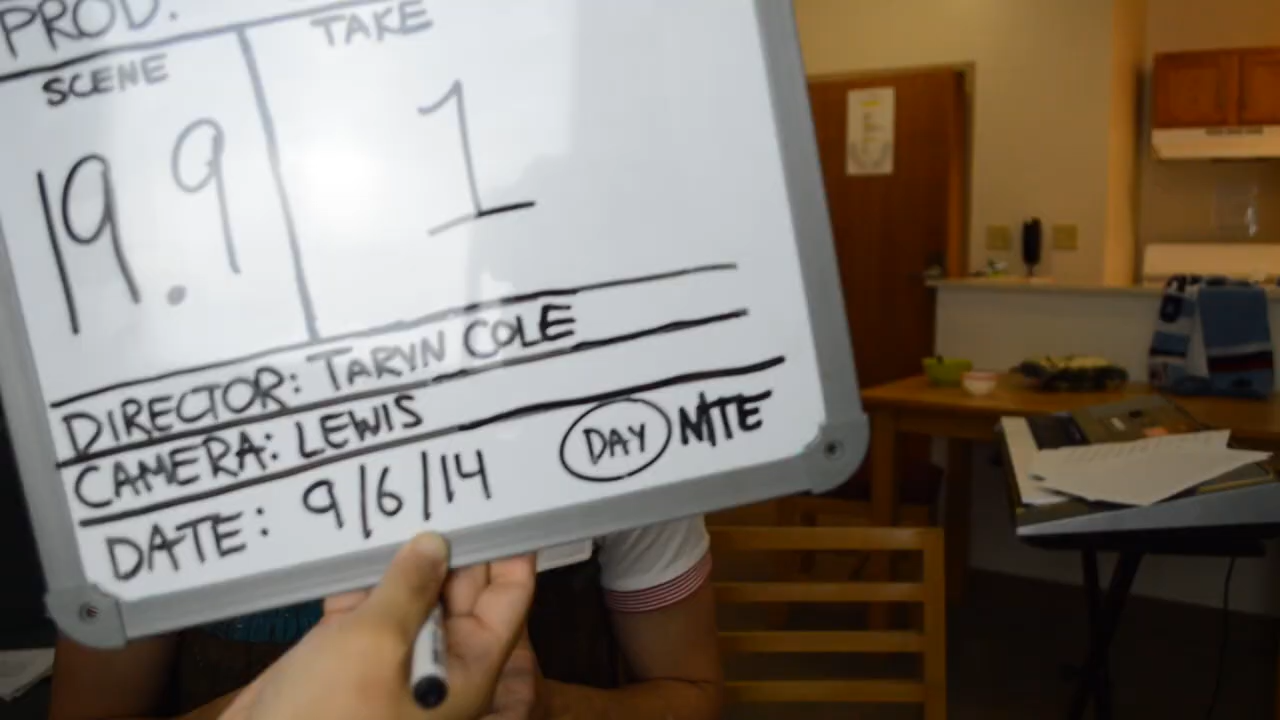 PROD.
SCENE TAKE
19.9 1
DIRECTOR: TARYN COLE
CAMERA: LEWIS
DATE: 9/6/14 DAY NITE